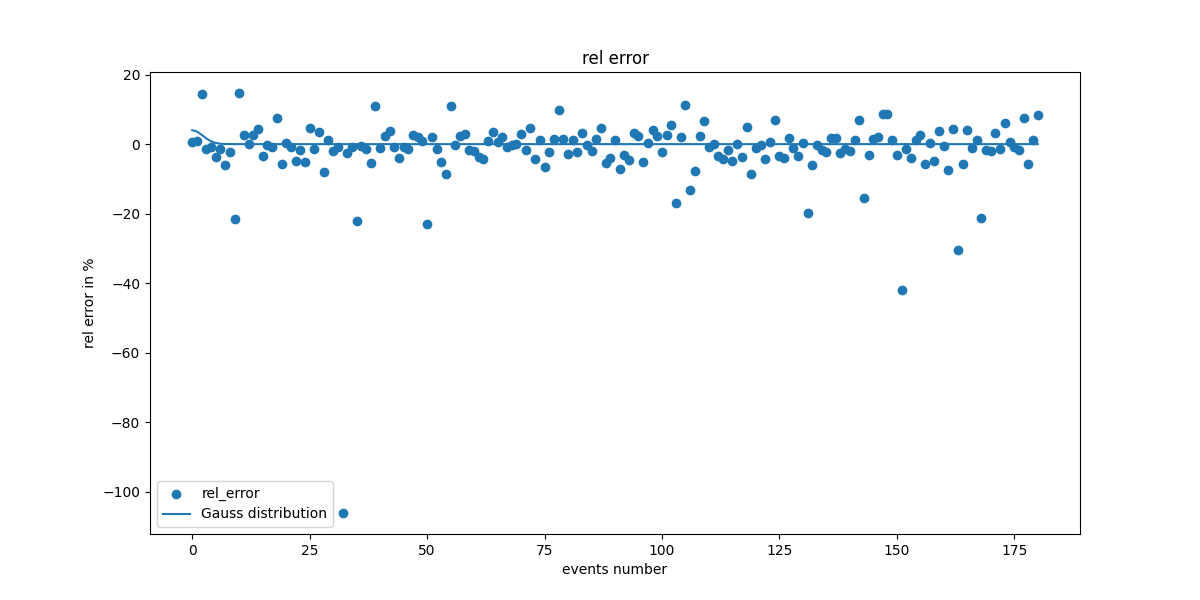 rel error
20
0
−20
−40
−60
−80
−100
rel error in %
rel_error
Gauss distribution
0 25 50 75 100 125 150 175
events number